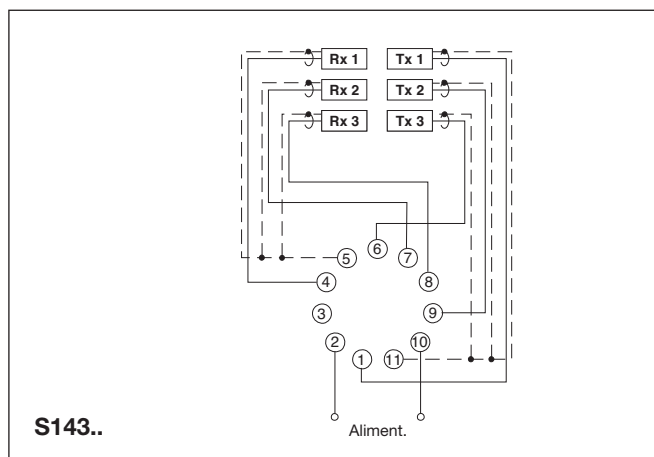 Rx 1 Tx 1
Rx 2 Tx 2
Rx 3 Tx 3
6
5 7
4 8
3 9
2 10
1 11
S143..
Aliment.